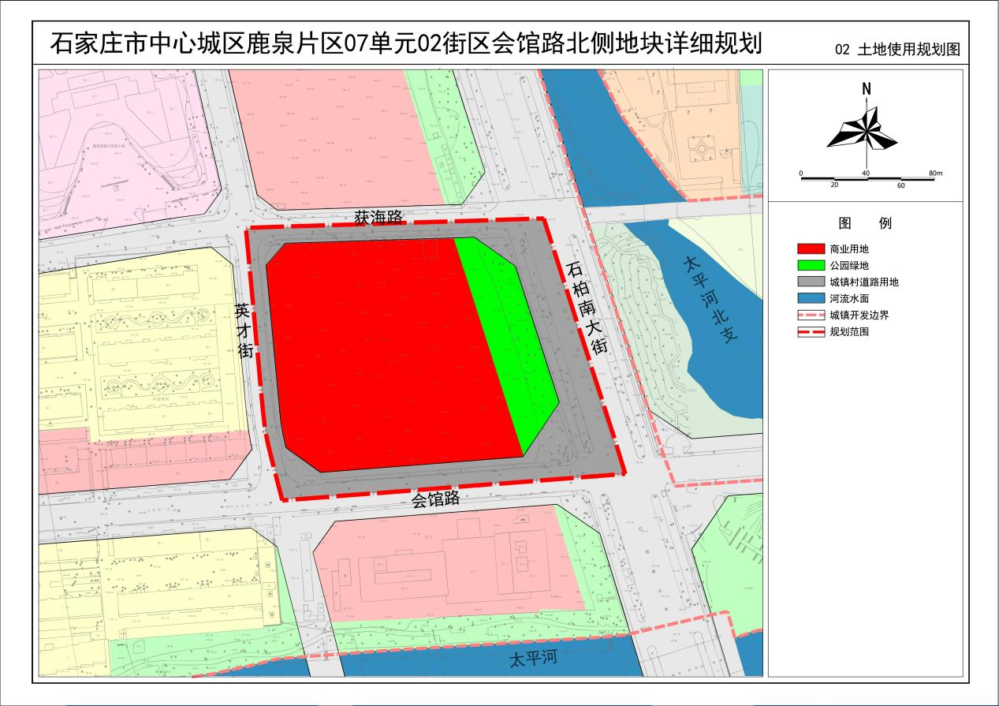 石家庄市中心城区鹿泉片区07单元02街区会馆路北侧地块详细规划
02 土地使用规划图
N
0 40 80m
20 60
图 例
商业用地
公园绿地
城镇村道路用地
河流水面
城镇开发边界
规划范围
获海路
石柏南大街
英才街
会馆路
太平河北支
太平河